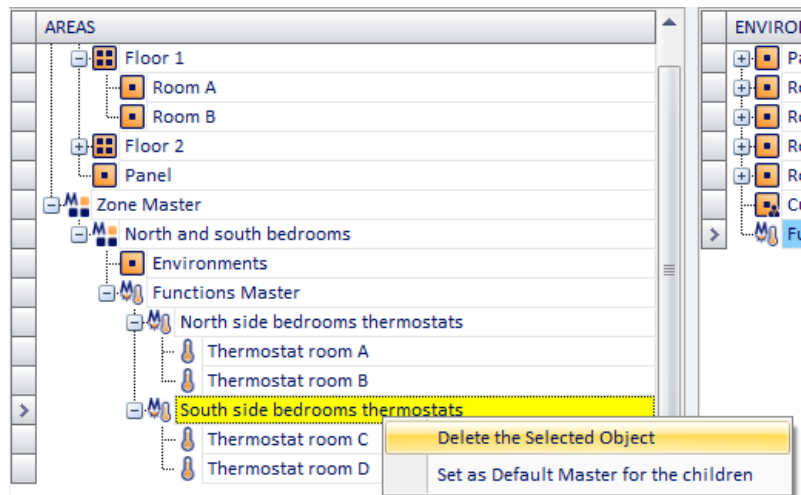 AREAS
Floor 1
Room A
Room B
Floor 2
Panel
Zone Master
North and south bedrooms
Environments
Functions Master
North side bedrooms thermostats
Thermostat room A
Thermostat room B
South side bedrooms thermostats
Thermostat room C
Thermostat room D
Delete the Selected Object
Set as Default Master for the children